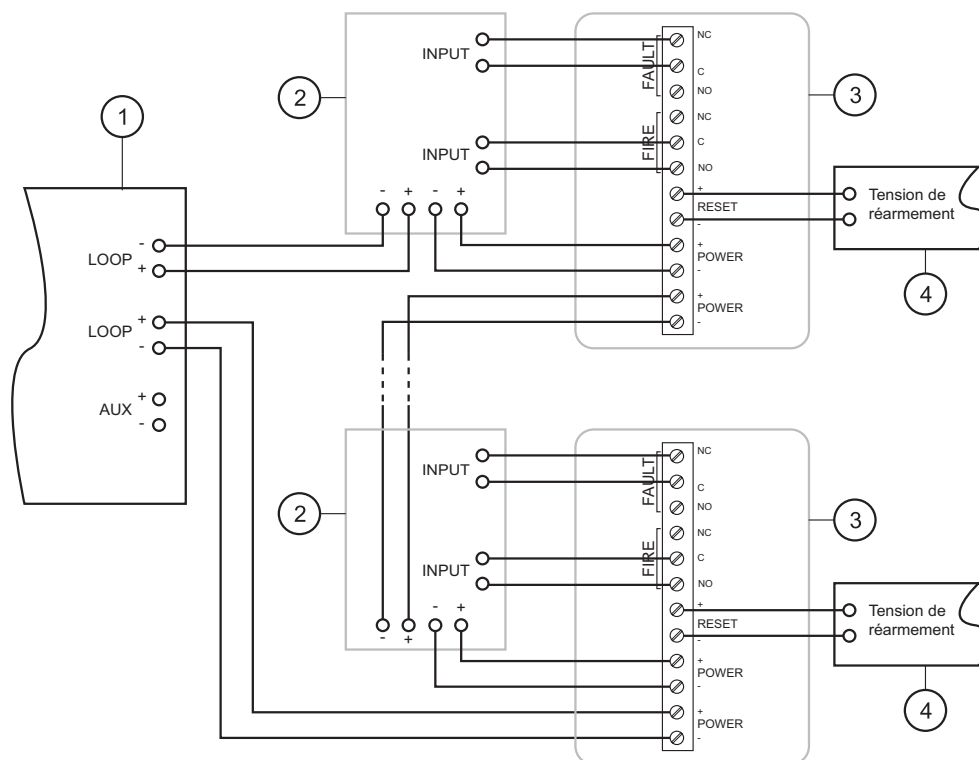 1
-
LOOP
+
+
LOOP
-
+
AUX
-
2
INPUT
INPUT
- + - +
3
FAULT
NC
C
NO
FIRE
NC
C
NO
+
RESET
-
+
POWER
-
+
POWER
-
Tension de
réarmement
4
2
INPUT
INPUT
- + - +
3
FAULT
NC
C
NO
FIRE
NC
C
NO
+
RESET
-
+
POWER
-
+
POWER
-
Tension de
réarmement
4